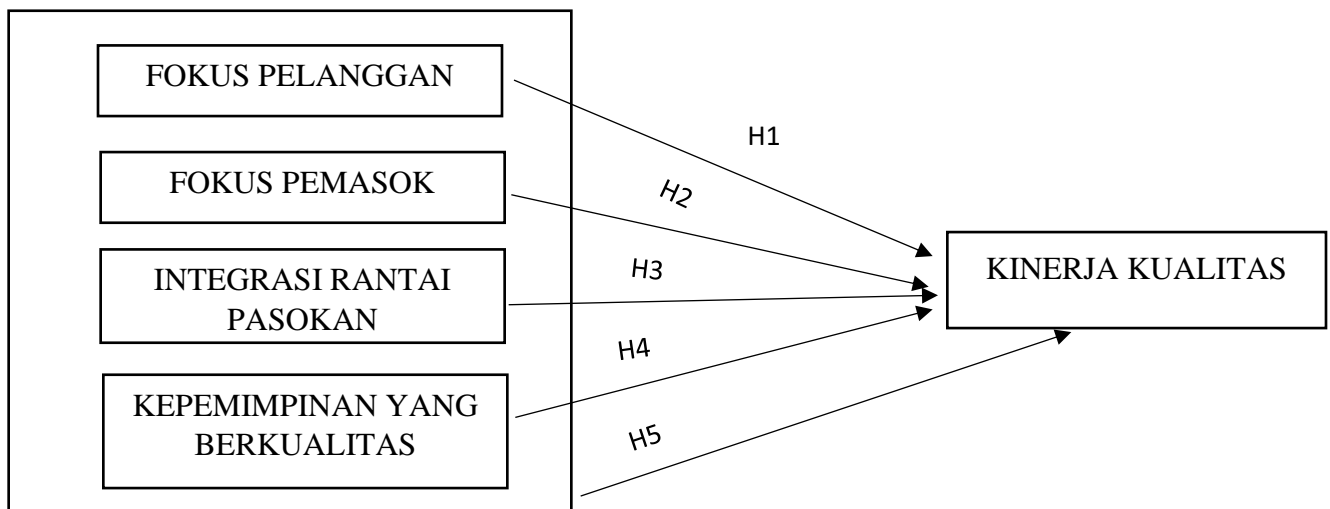 FOKUS PELANGGAN
H1
FOKUS PEMASOK
H2
INTEGRASI RANTAI
PASOKAN
H3
KINERJA KUALITAS
H4
KEPEMIMPINAN YANG
BERKUALITAS
H5